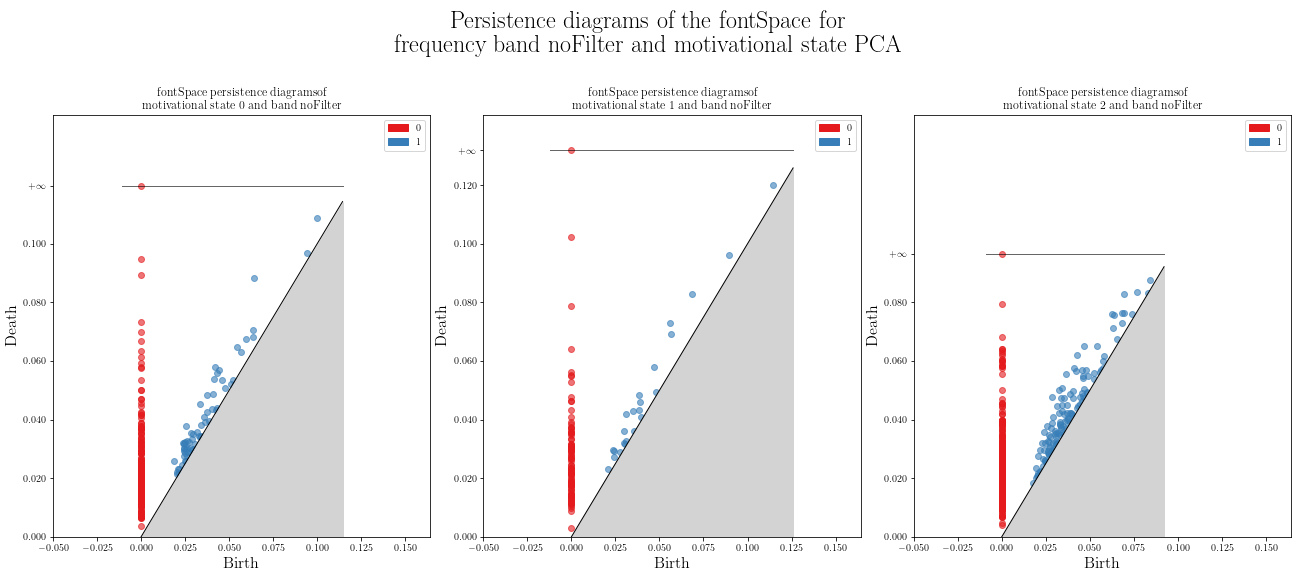 Persistence diagrams of the fontSpace for
frequency band noFilter and motivational state PCA
fontSpace persistence diagramsof
motivational state 0 and band noFilter
0
1
+∞
0.100
0.080
0.060
0.040
0.020
0.000
Death
−0.050 −0.025 0.000 0.025 0.050 0.075 0.100 0.125 0.150
Birth
fontSpace persistence diagramsof
motivational state 1 and band noFilter
0
1
+∞
0.120
0.100
0.080
0.060
0.040
0.020
0.000
Death
−0.050 −0.025 0.000 0.025 0.050 0.075 0.100 0.125 0.150
Birth
fontSpace persistence diagramsof
motivational state 2 and band noFilter
0
1
+∞
0.080
0.060
0.040
0.020
0.000
Death
−0.050 −0.025 0.000 0.025 0.050 0.075 0.100 0.125 0.150
Birth